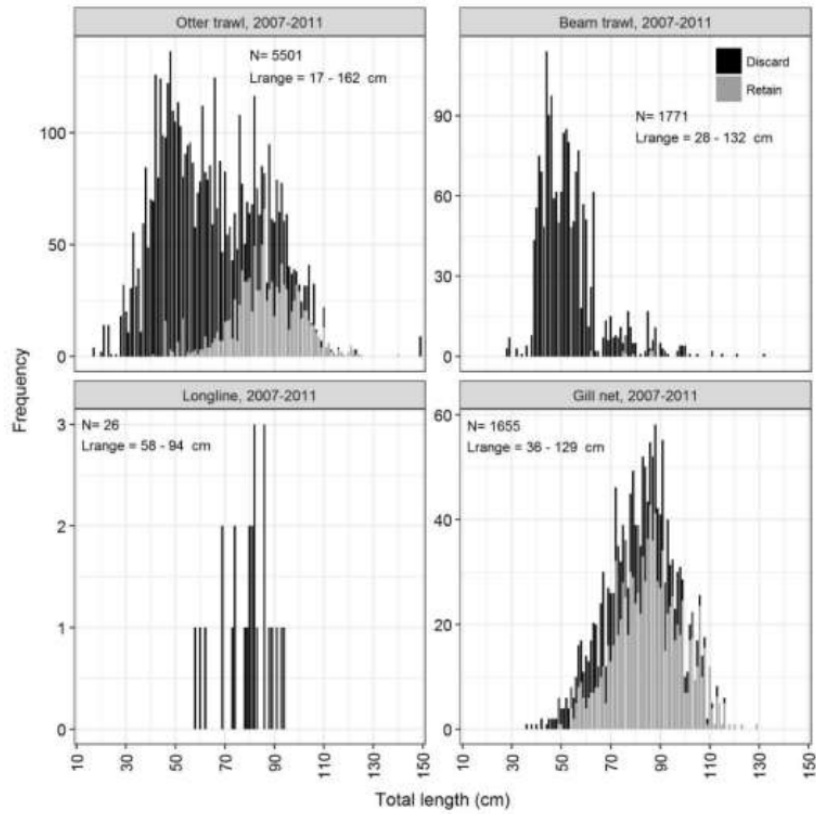 Otter trawl, 2007-2011
N= 5501
Lrange = 17 - 162 cm
100
50
0
Beam trawl, 2007-2011
Discard
Retain
N= 1771
Lrange = 28 - 132 cm
90
60
30
0
Frequency
Longline, 2007-2011
N= 26
Lrange = 58 - 94 cm
3
2
1
0
Gill net, 2007-2011
N= 1655
Lrange = 36 - 129 cm
60
40
20
0
10 30 50 70 90 110 130 150
10 30 50 70 90 110 130 150
Total length (cm)